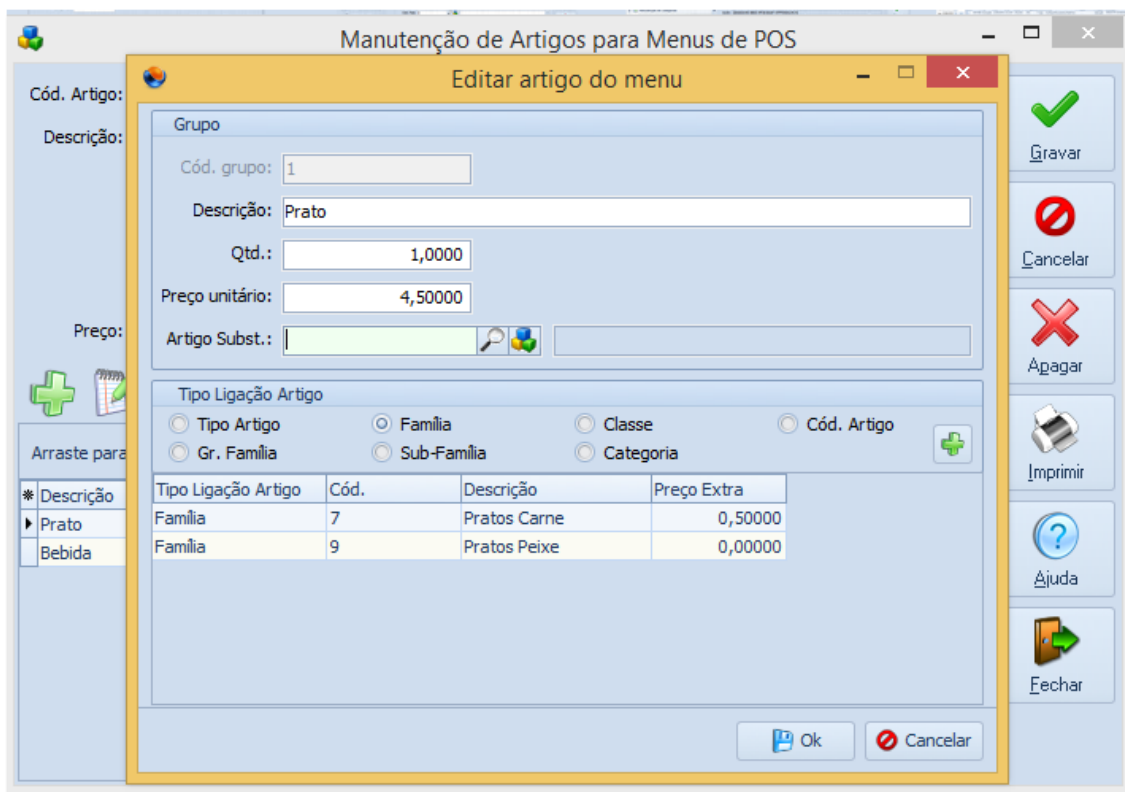 Manutenção de Artigos para Menus de POS
Cód. Artigo:
Descrição:
Preço:
Arraste para
Descrição
Prato
Bebida
Editar artigo do menu
Grupo
Cód. grupo: 1
Descrição: Prato
Qtd.: 1,0000
Preço unitário: 4,50000
Artigo Subst.:
Tipo Ligação Artigo
Tipo Artigo Família Classe Cód. Artigo
Gr. Família Sub-Família Categoria
Tipo Ligação Artigo Cód. Descrição Preço Extra
Família 7 Pratos Carne 0,50000
Família 9 Pratos Peixe 0,00000
Ok Cancelar
Gravar
Cancelar
Apagar
Imprimir
Ajuda
Fechar